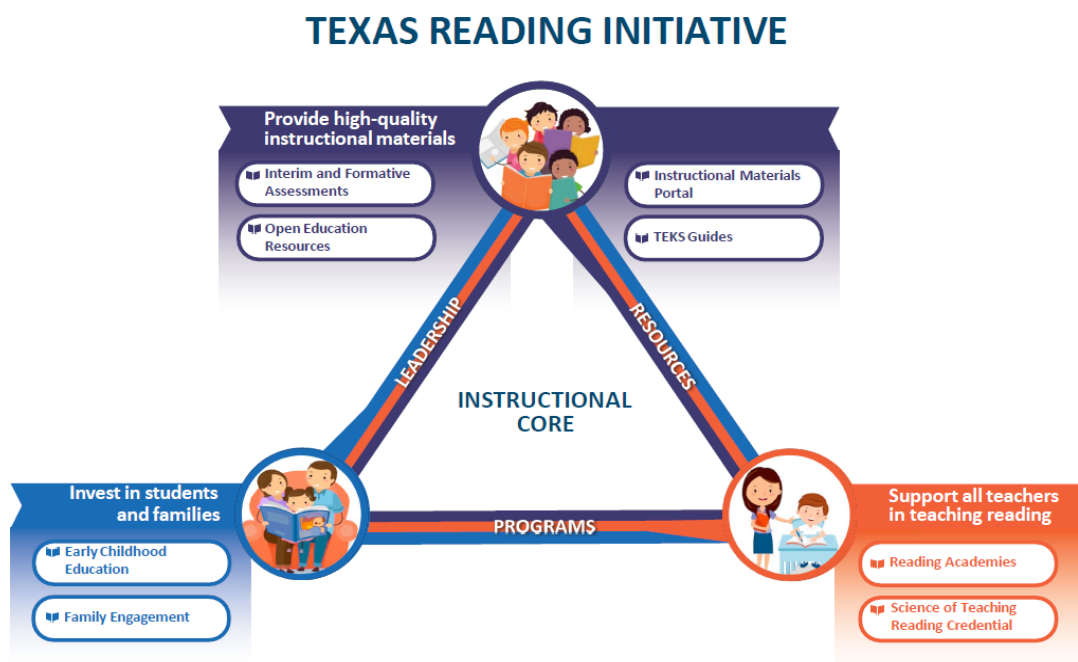 TEXAS READING INITIATIVE
Provide high-quality
instructional materials
Interim and Formative
Assessments
Open Education
Resources
Instructional Materials
Portal
TEKS Guides
LEADERSHIP
RESOURCES
INSTRUCTIONAL
CORE
PROGRAMS
Invest in students
and families
Early Childhood
Education
Family Engagement
Support all teachers
in teaching reading
Reading Academies
Science of Teaching
Reading Credential